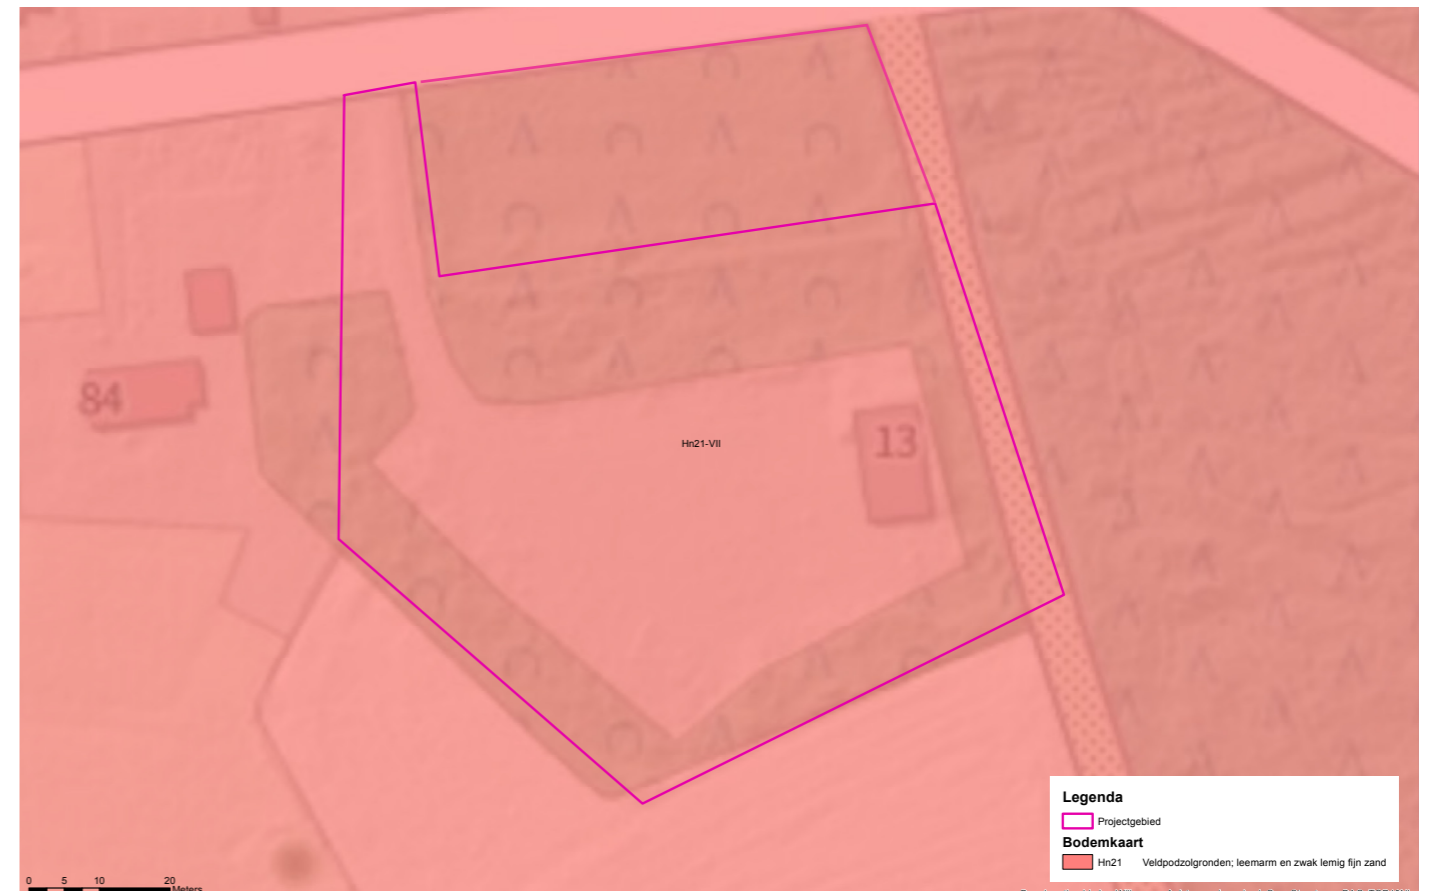 84
13
Hn21-VII
Legenda
Projectgebied
Bodemkaart
Hn21 Veldpodzolgronden; leemarm en zwak lemig fijn zand
0 5 10 20
Meters